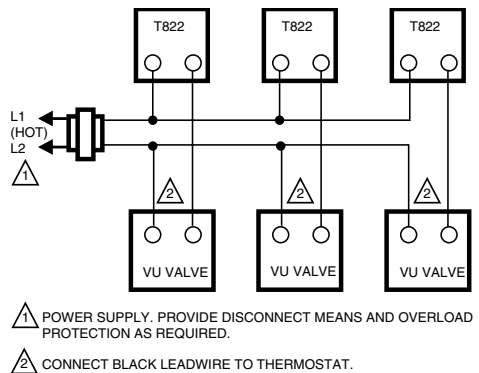 T822 T822 T822
L1
(HOT)
L2
1
2 2 2
VU VALVE VU VALVE VU VALVE
1 POWER SUPPLY. PROVIDE DISCONNECT MEANS AND OVERLOAD
PROTECTION AS REQUIRED.
2 CONNECT BLACK LEADWIRE TO THERMOSTAT.